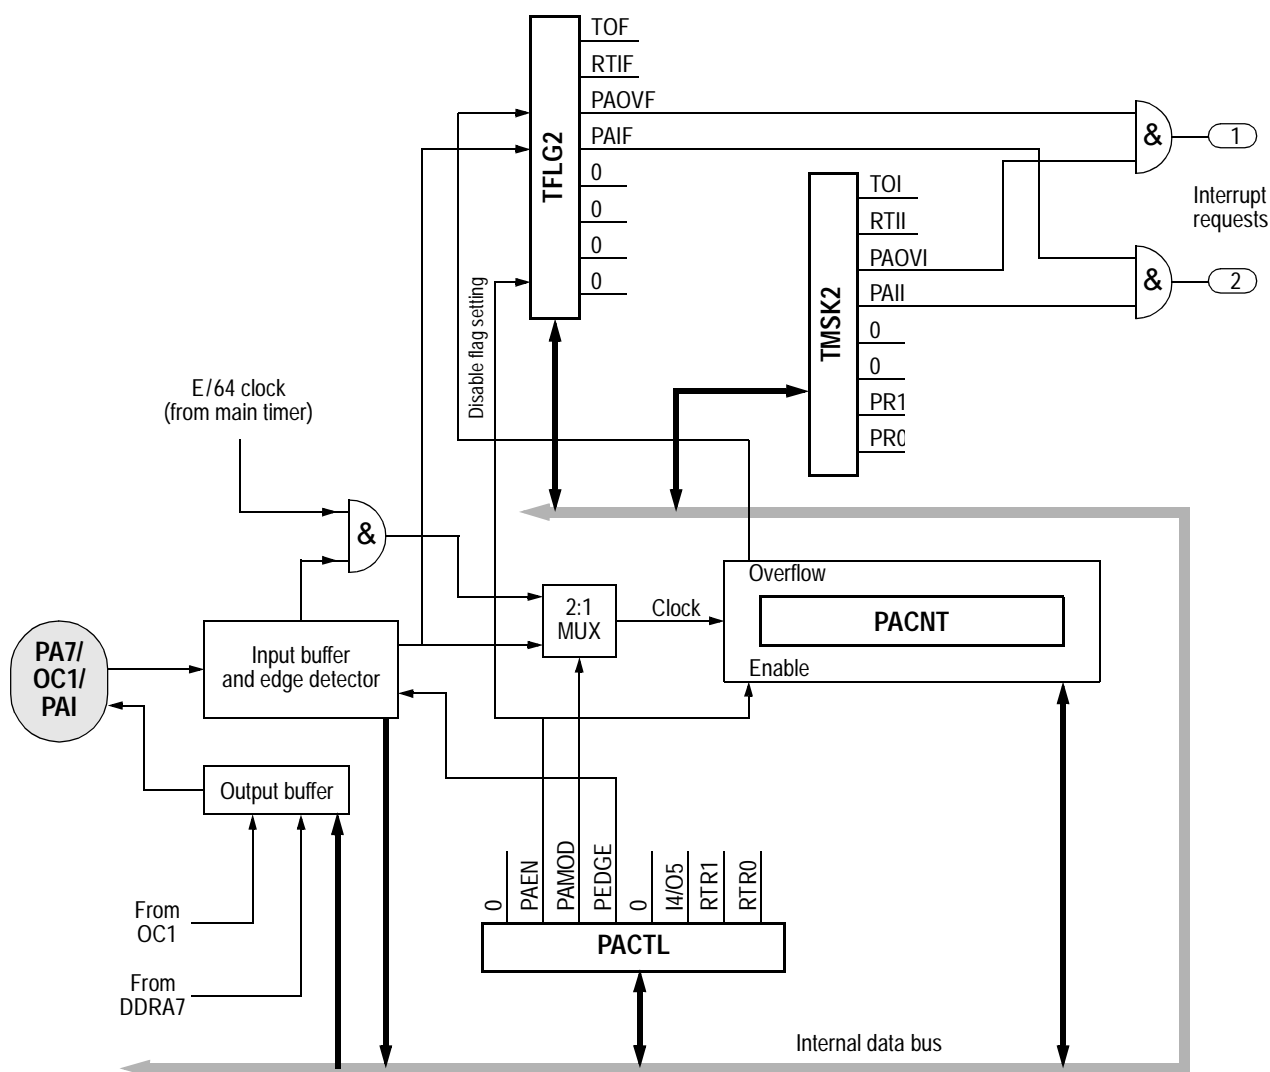 TOF
RTIF
PAOVF
PAIF
0
0
0
0
TFLG2
&
1
Interrupt
requests
&
2
TOI
RTII
PAOVI
PAII
0
0
PR1
PR0
TMSK2
Disable flag setting
E/64 clock
(from main timer)
&
2:1
MUX
Clock
Overflow
PACNT
Enable
PA7/
OC1/
PAI
Input buffer
and edge detector
Output buffer
From
OC1
From
DDRA7
0
PAEN
PAMOD
PEDGE
0
I4/O5
RTR1
RTR0
PACTL
Internal data bus